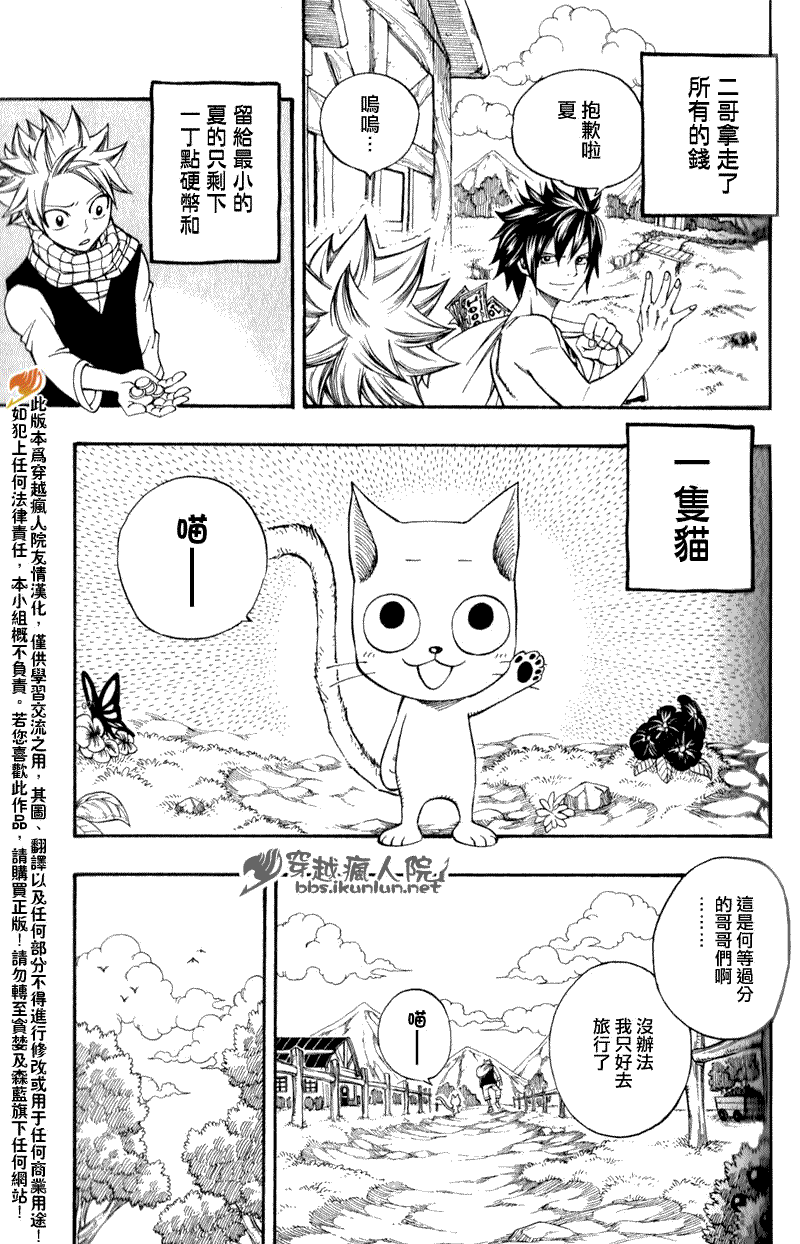 二哥拿走了
所有的錢
抱歉啦
夏
嗚嗚…
留給最小的
夏的只剩下
一丁點硬幣和
一隻貓
喵——
這是何等過分
的哥哥們啊
………
沒辦法
我只好去
旅行了
喵——
穿越瘋人院
bbs.ikunlun.net
此版本爲穿越瘋人院友情漢化，僅供學習交流之用，其圖、翻譯以及任何部分不得進行修改或用于任何商業用途！
如犯上任何法律責任，本小組概不負責。若您喜歡此作品，請購買正版！請勿轉至貪婪及森藍旗下任何網站！